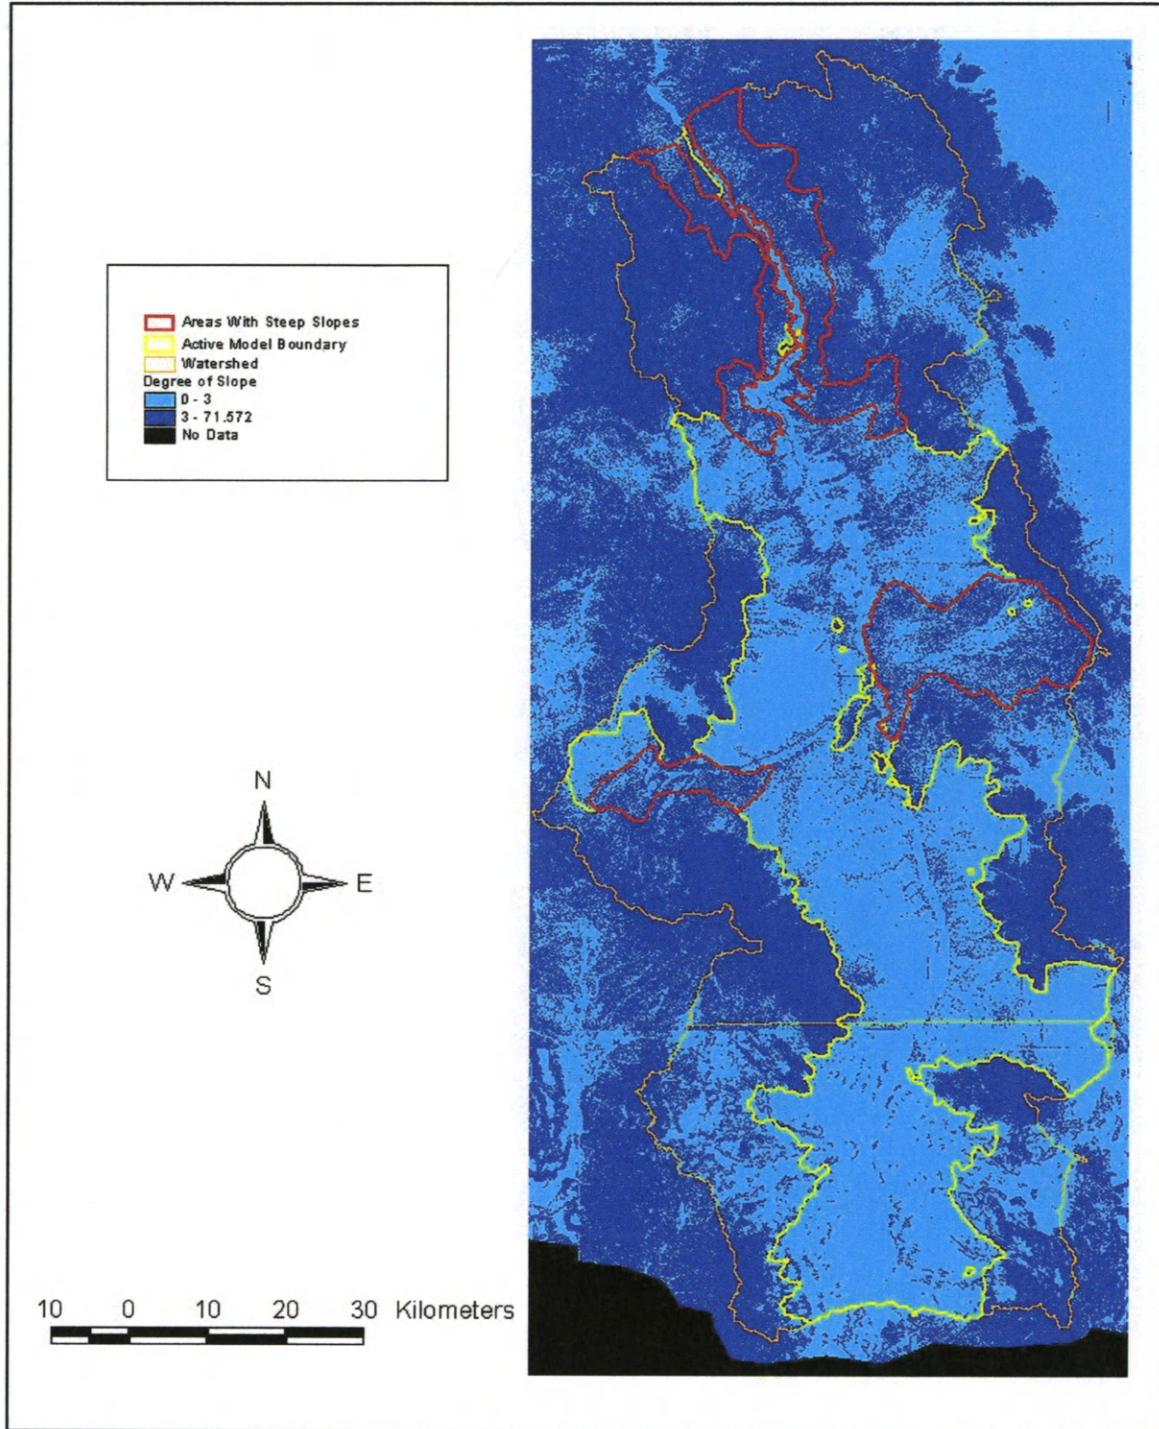 Areas With Steep Slopes
Active Model Boundary
Watershed
Degree of Slope
0 - 3
3 - 71.572
No Data
N
W E
S
10 0 10 20 30 Kilometers